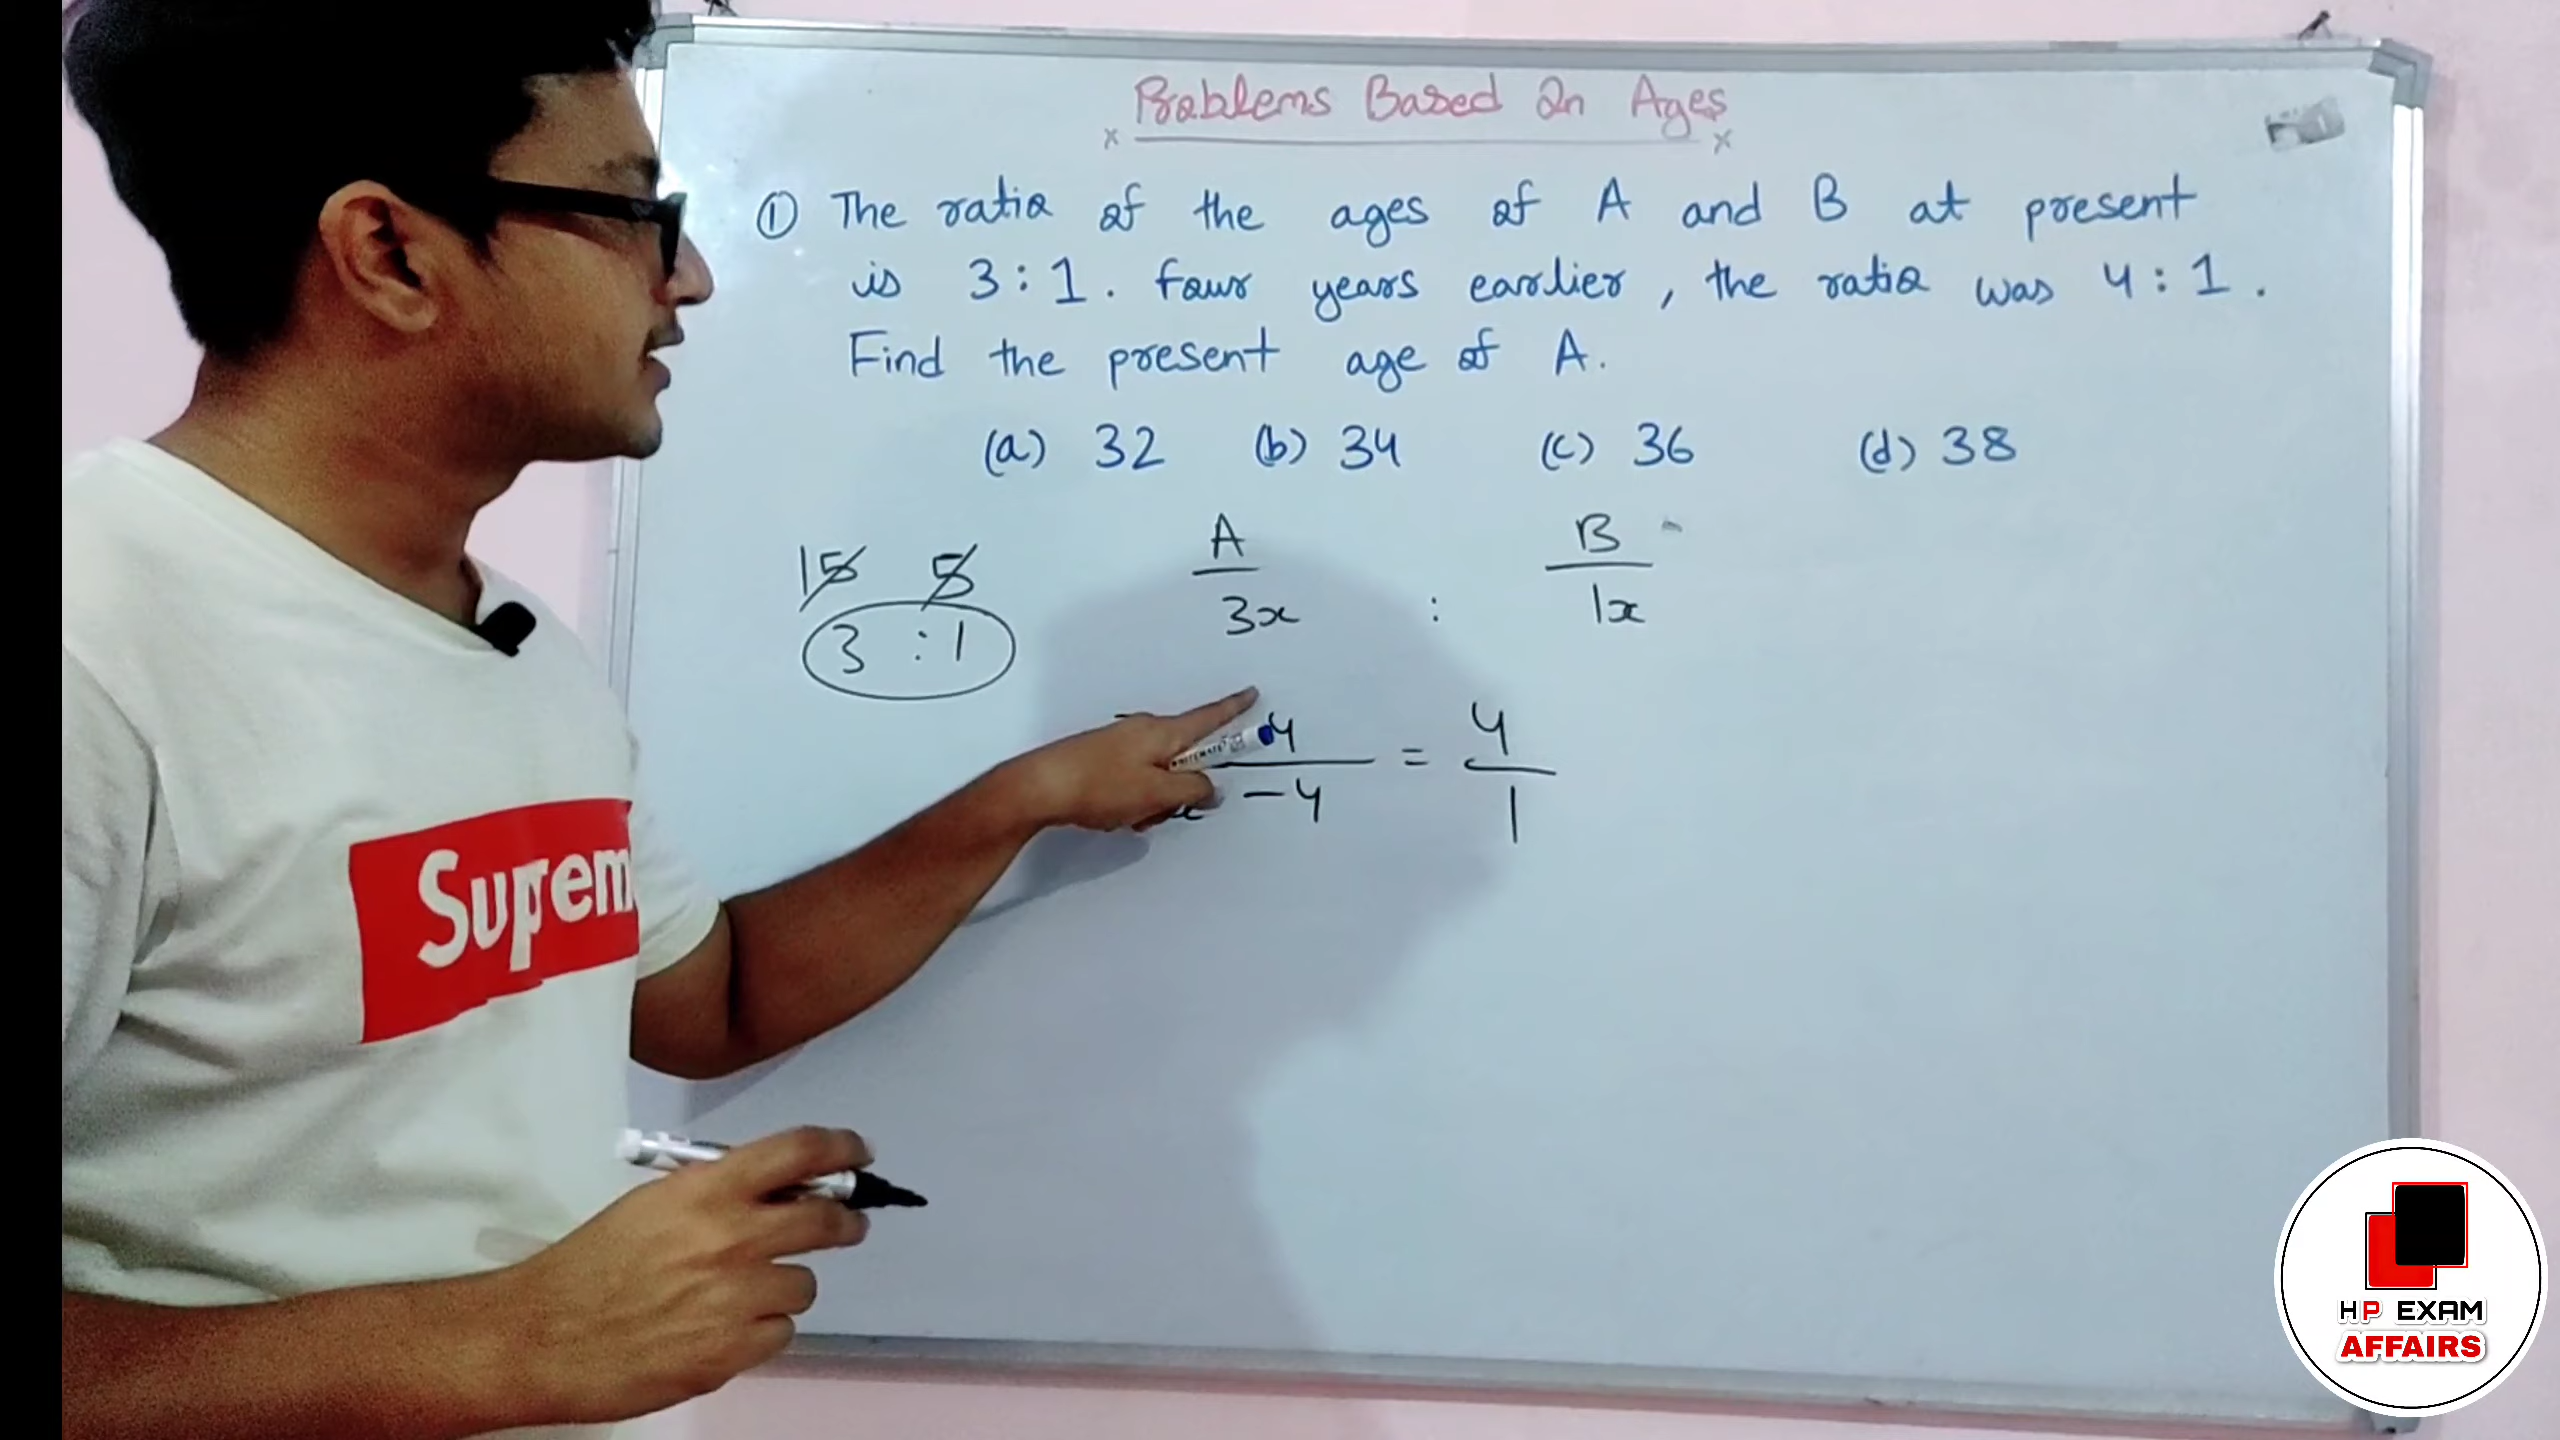 Problems Based On Ages
① The ratio of the ages of A and B at present
is 3 : 1. Four years earlier, the ratio was 4 : 1.
Find the present age of A.
(a) 32 (b) 34 (c) 36 (d) 38
A B
15 5
3x : 1x
3 : 1
4 = 4
x - 4 1
Suprem
HP EXAM
AFFAIRS